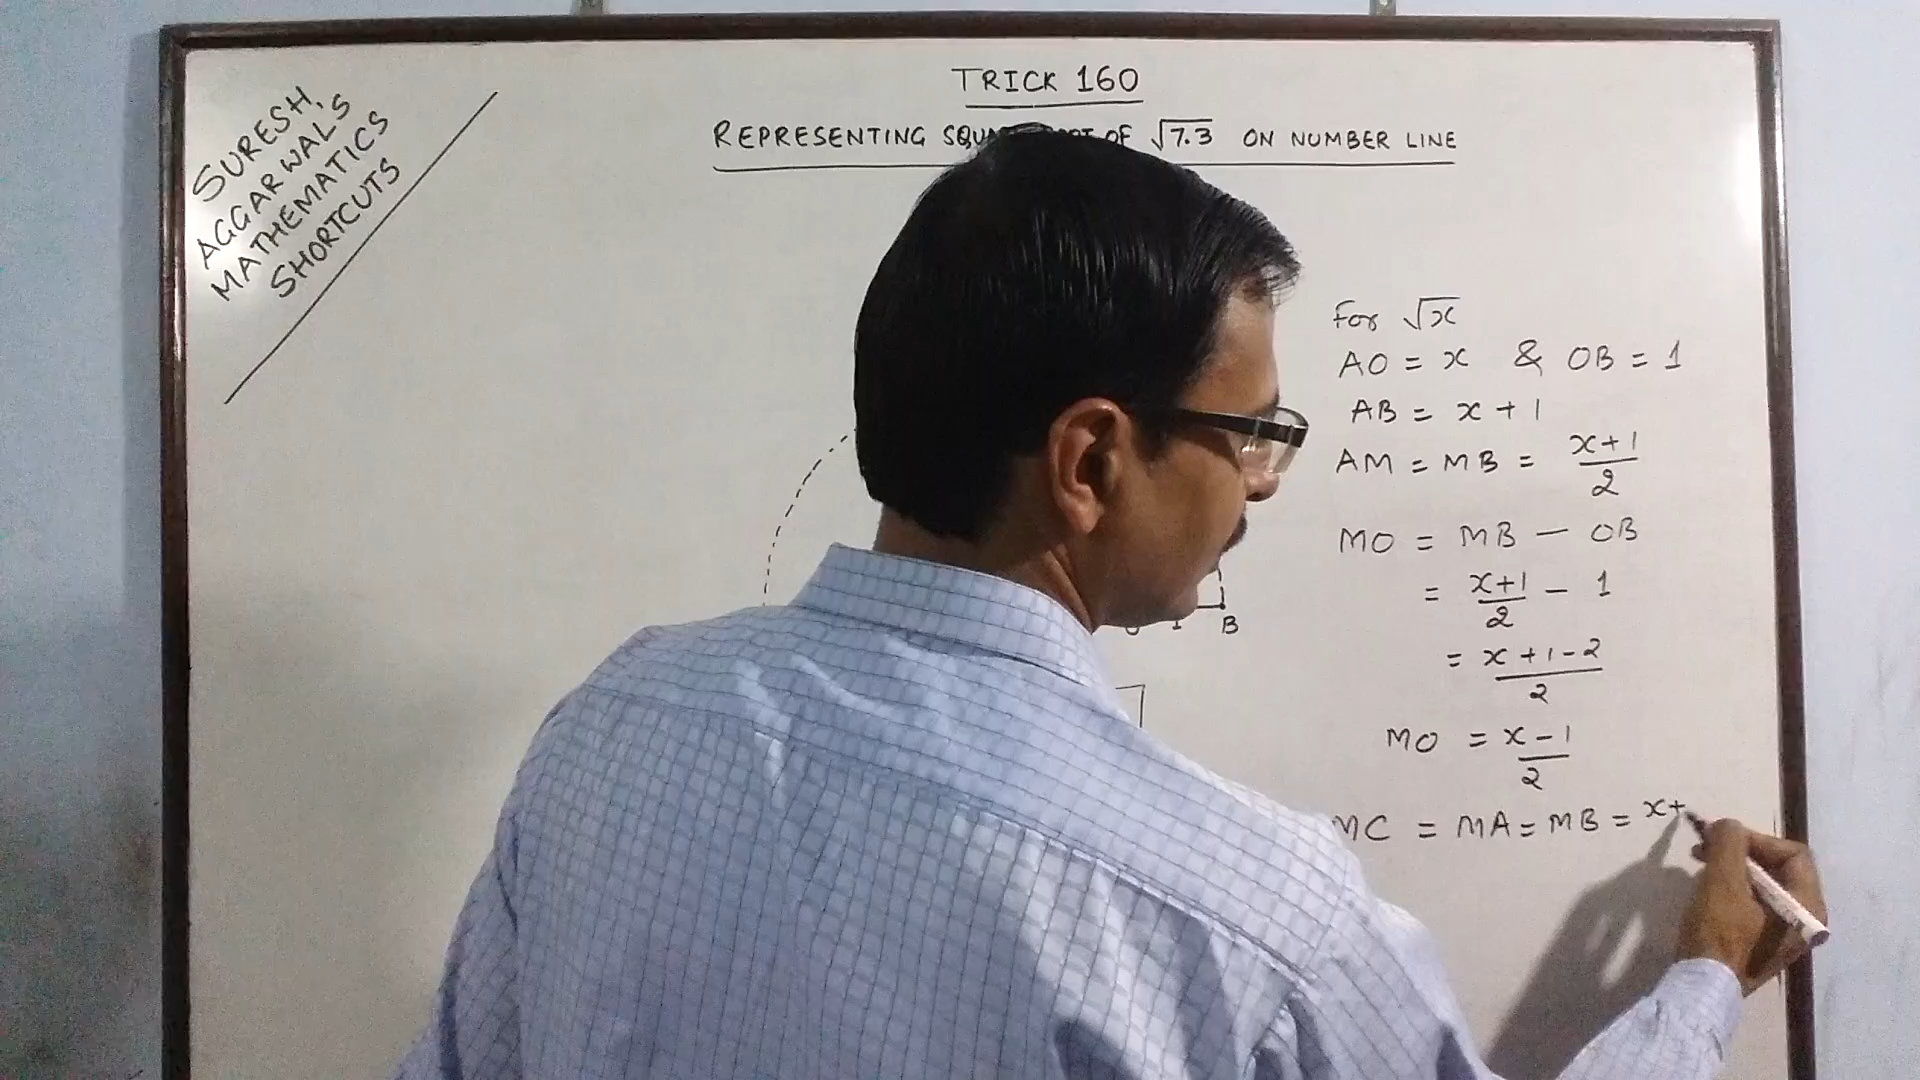 SURESH
AGGARWAL'S
MATHEMATICS
SHORTCUTS
TRICK 160
REPRESENTING OF √7.3 ON NUMBER LINE
For √x
AO = x & OB = 1
AB = x + 1
AM = MB = x+1/2
MO = MB - OB
= x+1/2 - 1
= x+1-2/2
MO = x-1/2
MC = MA = MB = x+
1 B